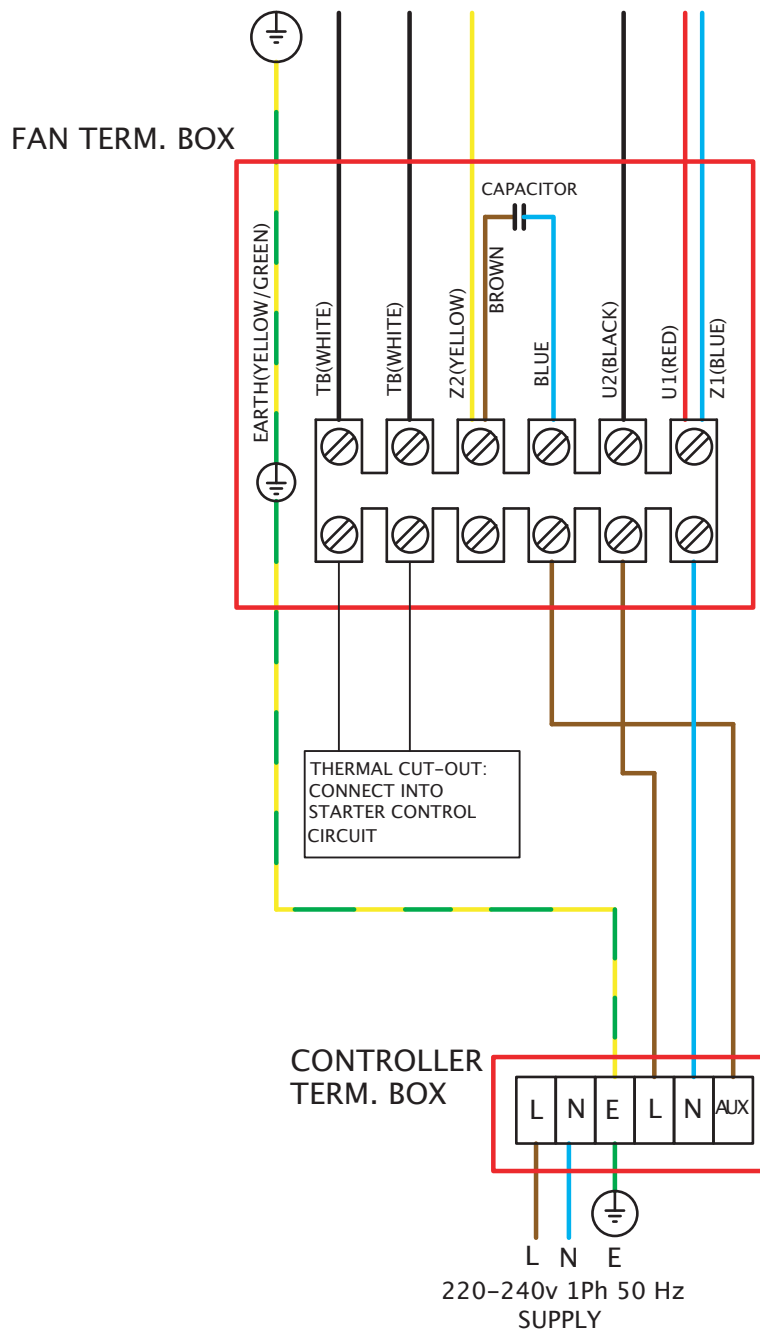 FAN TERM. BOX
CAPACITOR
EARTH(YELLOW/GREEN)
TB(WHITE)
TB(WHITE)
Z2(YELLOW)
BROWN
BLUE
U2(BLACK)
U1(RED)
Z1(BLUE)
THERMAL CUT-OUT:
CONNECT INTO
STARTER CONTROL
CIRCUIT
CONTROLLER
TERM. BOX
L N E L N AUX
L N E
220-240v 1Ph 50 Hz
SUPPLY